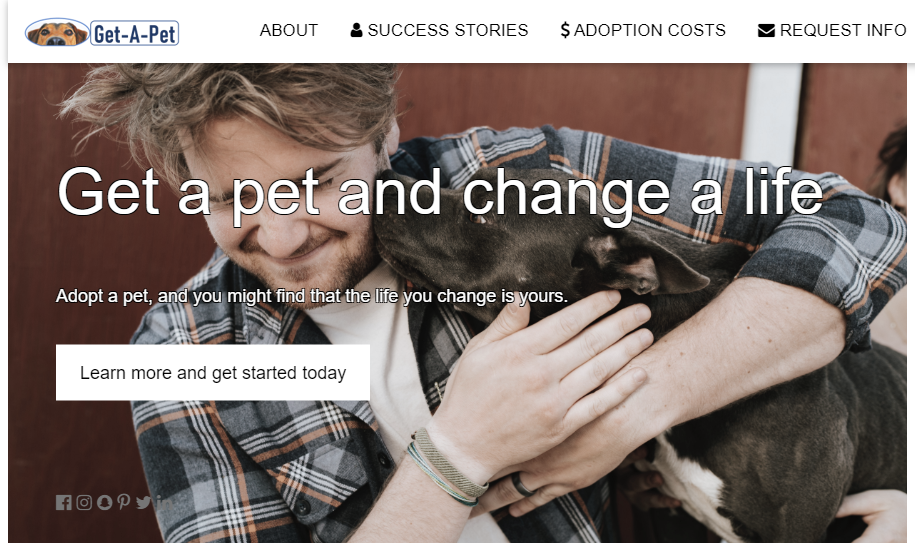 Get-A-Pet
ABOUT SUCCESS STORIES ADOPTION COSTS REQUEST INFO
Get a pet and change a life
Adopt a pet, and you might find that the life you change is yours.
Learn more and get started today